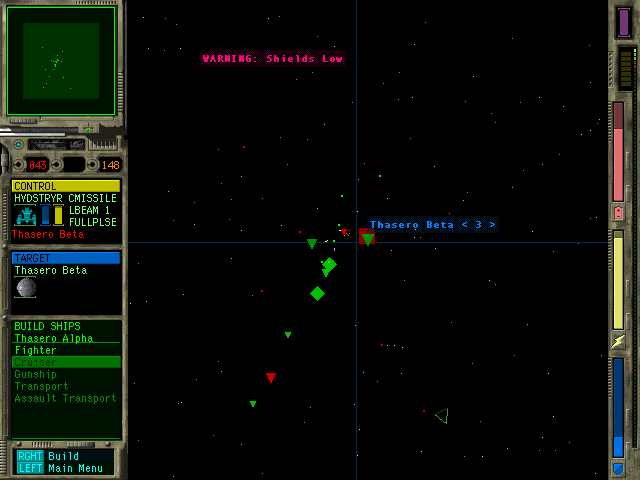 WARNING: Shields Low
043
148
CONTROL
HVDSTRYR CMISSILE
LBEAM 1
FULLPLSE
Thasero Beta
Thasero Beta < 3 >
TARGET
Thasero Beta
BUILD SHIPS
Thasero Alpha
Fighter
Cruiser
Gunship
Transport
Assault Transport
RGHT Build
LEFT Main Menu